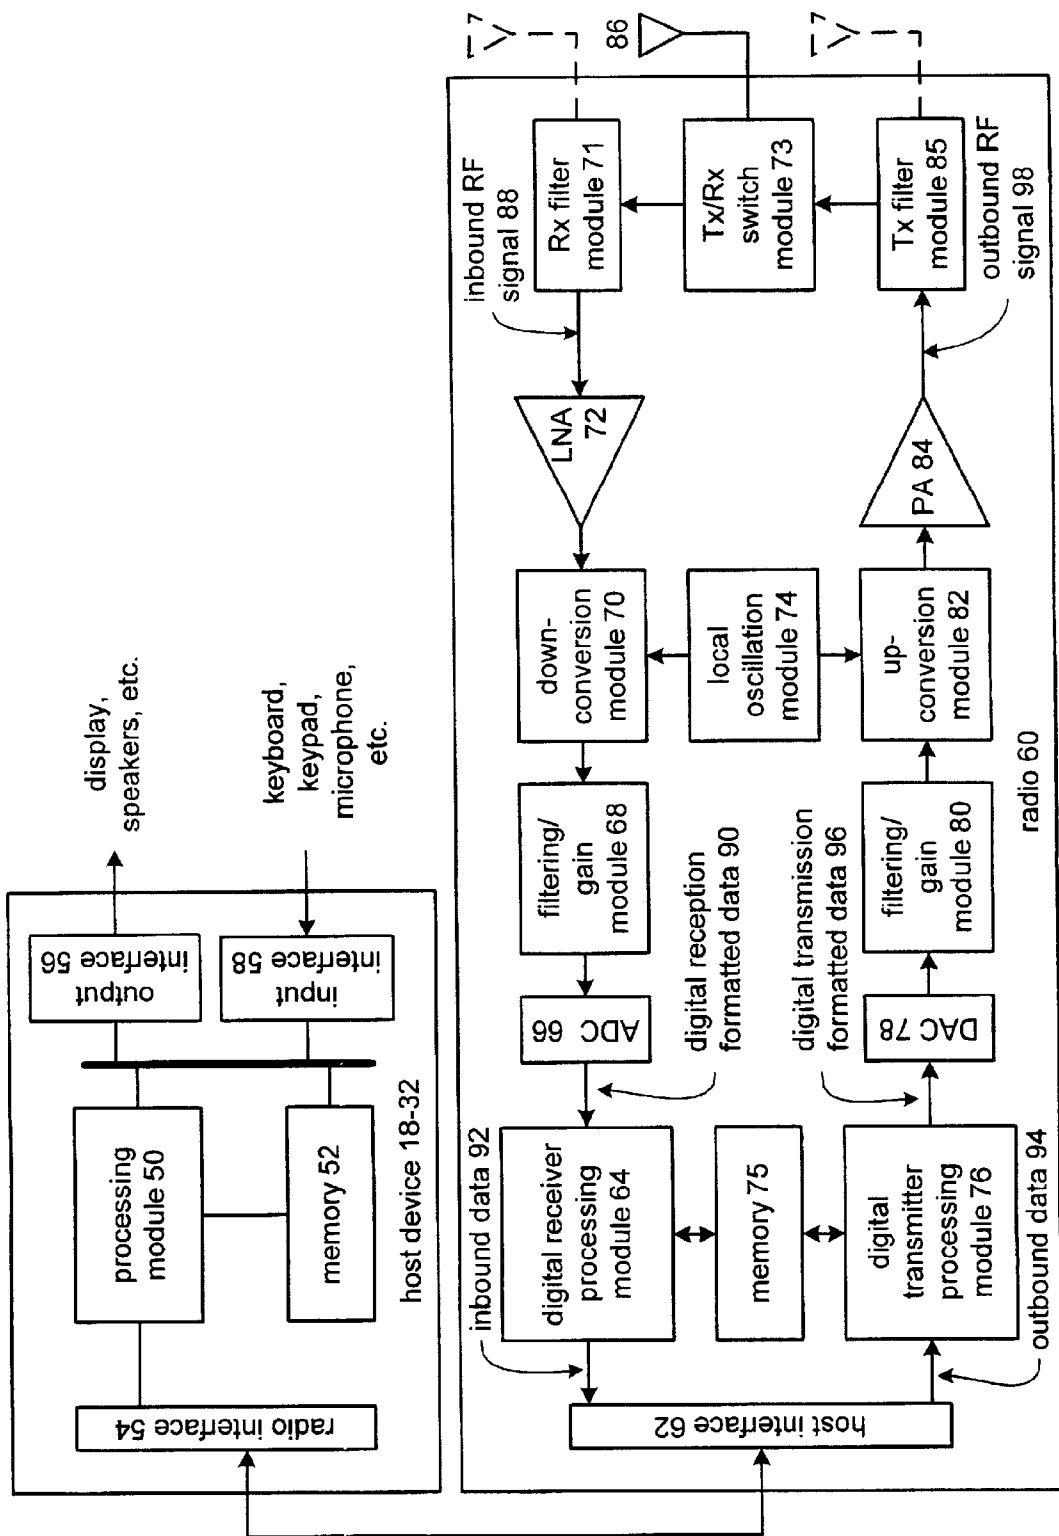 display,
speakers, etc.
keyboard,
keypad,
microphone,
etc.
output
interface 56
input
interface 58
processing
module 50
memory 52
radio interface 54
host device 18-32
inbound RF
signal 88
Rx filter
module 71
86
Tx/Rx
switch
module 73
Tx filter
module 85
outbound RF
signal 98
LNA
72
PA 84
down-
conversion
module 70
local
oscillation
module 74
up-
conversion
module 82
filtering/
gain
module 68
filtering/
gain
module 80
radio 60
ADC 66
DAC 78
digital reception
formatted data 90
digital transmission
formatted data 96
inbound data 92
digital receiver
processing
module 64
memory 75
digital
transmitter
processing
module 76
outbound data 94
host interface 62